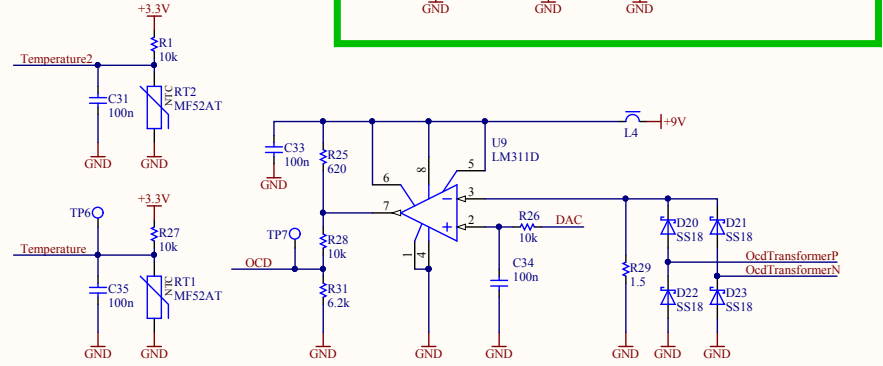 GND
GND
GND
+3.3V
R1
10k
Temperature2
C31
100n
NTC
RT2
MF52AT
GND
GND
+3.3V
TP6
R27
10k
Temperature
C35
100n
NTC
RT1
MF52AT
GND
GND
C33
100n
GND
R25
620
6
8
5
U9
LM311D
L4
+9V
7
3
2
1
4
TP7
R28
10k
OCD
R31
6.2k
GND
GND
R26
10k
DAC
C34
100n
GND
R29
1.5
GND
D20
SS18
D21
SS18
OcdTransformerP
OcdTransformerN
D22
SS18
D23
SS18
GND
GND